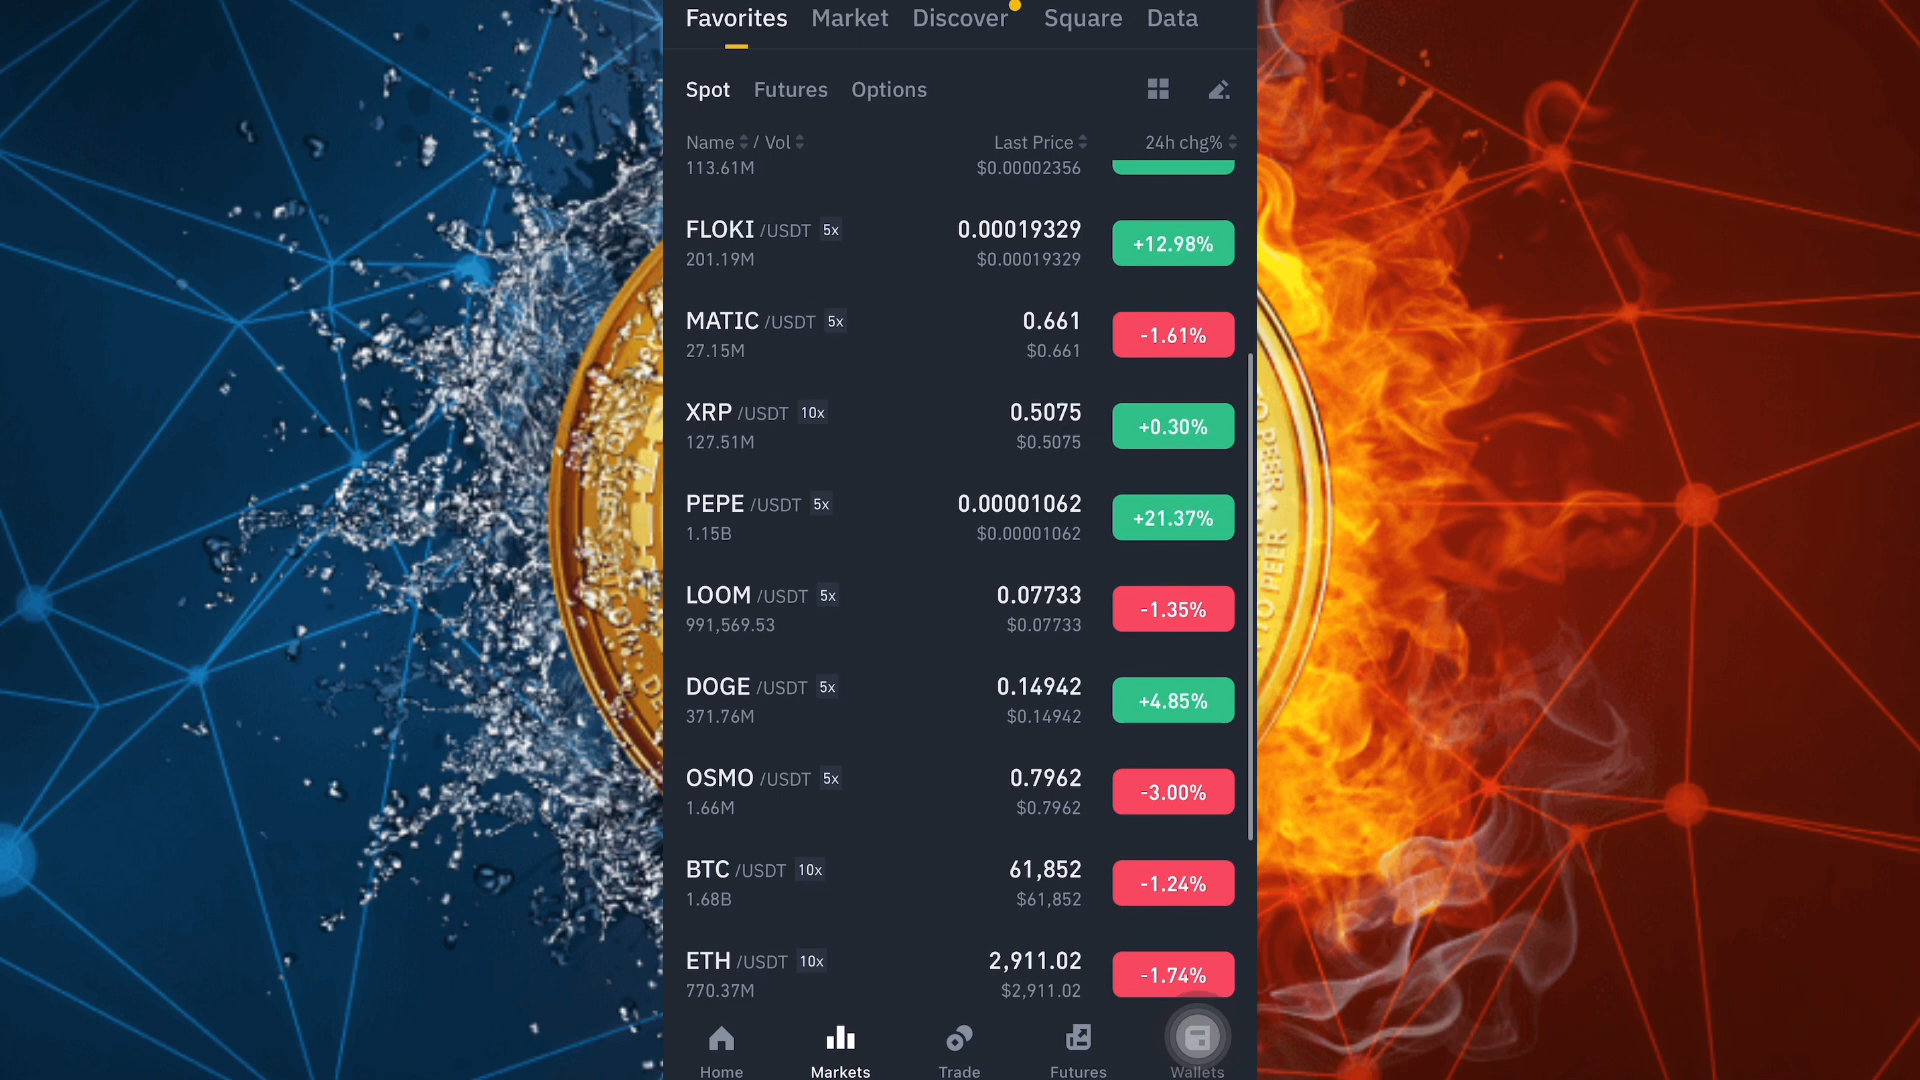 Favorites Market Discover Square Data
Spot Futures Options
Name / Vol Last Price 24h chg%
113.61M $0.00002356
FLOKI /USDT 5x 0.00019329 +12.98%
201.19M $0.00019329
MATIC /USDT 5x 0.661 -1.61%
27.15M $0.661
XRP /USDT 10x 0.5075 +0.30%
127.51M $0.5075
PEPE /USDT 5x 0.00001062 +21.37%
1.15B $0.00001062
LOOM /USDT 5x 0.07733 -1.35%
991,569.53 $0.07733
DOGE /USDT 5x 0.14942 +4.85%
371.76M $0.14942
OSMO /USDT 5x 0.7962 -3.00%
1.66M $0.7962
BTC /USDT 10x 61,852 -1.24%
1.68B $61,852
ETH /USDT 10x 2,911.02 -1.74%
770.37M $2,911.02
Home Markets Trade Futures Wallets
TO PEER